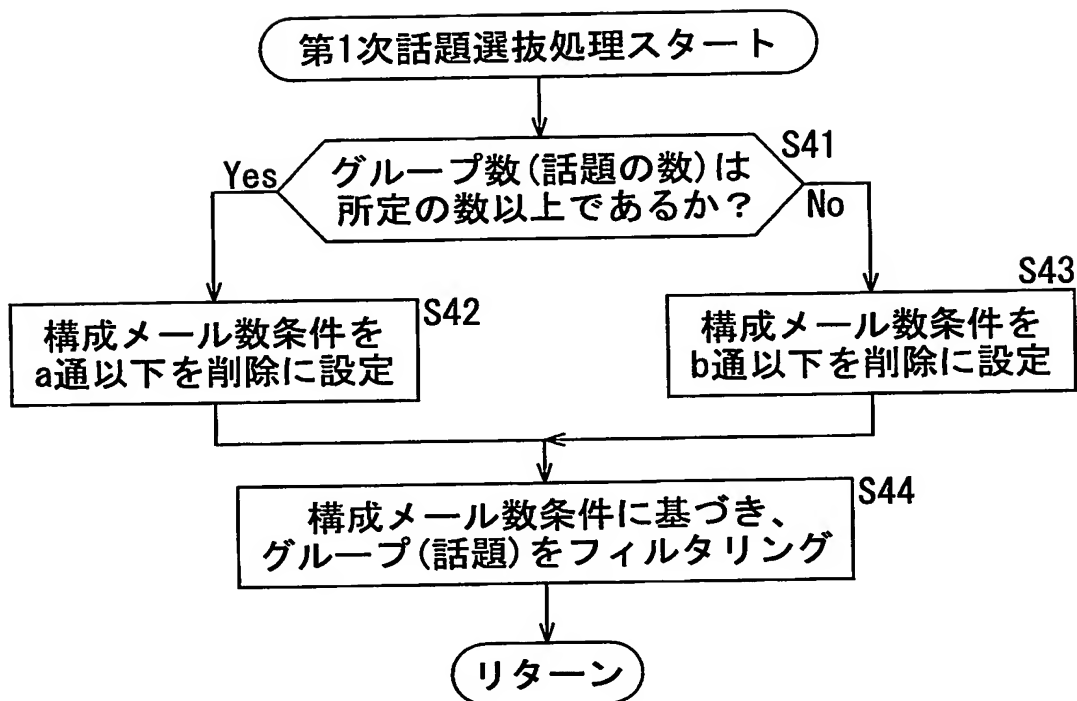 第1次話題選抜処理スタート
S41
グループ数(話題の数)は
所定の数以上であるか?
Yes
No
S42
構成メール数条件を
a通以下を削除に設定
S43
構成メール数条件を
b通以下を削除に設定
S44
構成メール数条件に基づき、
グループ(話題)をフィルタリング
リターン